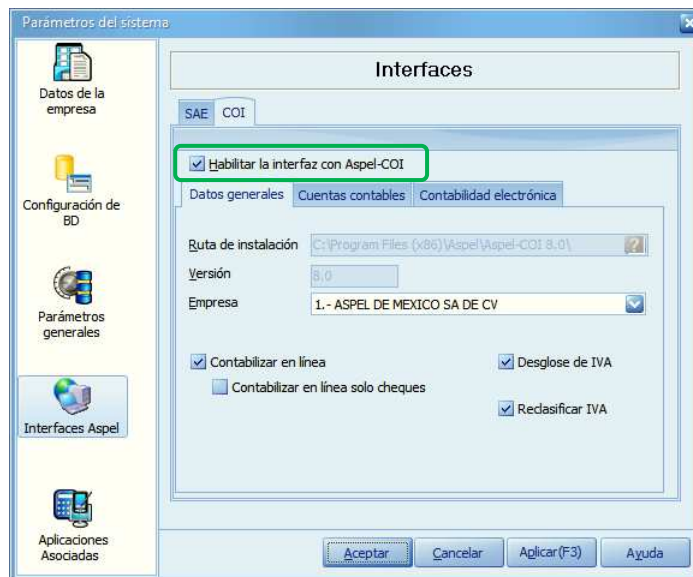 Parámetros del sistema
Datos de la
empresa
Configuración de
BD
Parámetros
generales
Interfaces Aspel
Aplicaciones
Asociadas
Interfaces
SAE COI
Habilitar la interfaz con Aspel-COI
Datos generales Cuentas contables Contabilidad electrónica
Ruta de instalación C:\Program Files (x86)\Aspel\Aspel-COI 8.0\
Versión 8.0
Empresa 1.- ASPEL DE MEXICO SA DE CV
Contabilizar en línea Desglose de IVA
Contabilizar en línea solo cheques
Reclasificar IVA
Aceptar Cancelar Aplicar(F3) Ayuda